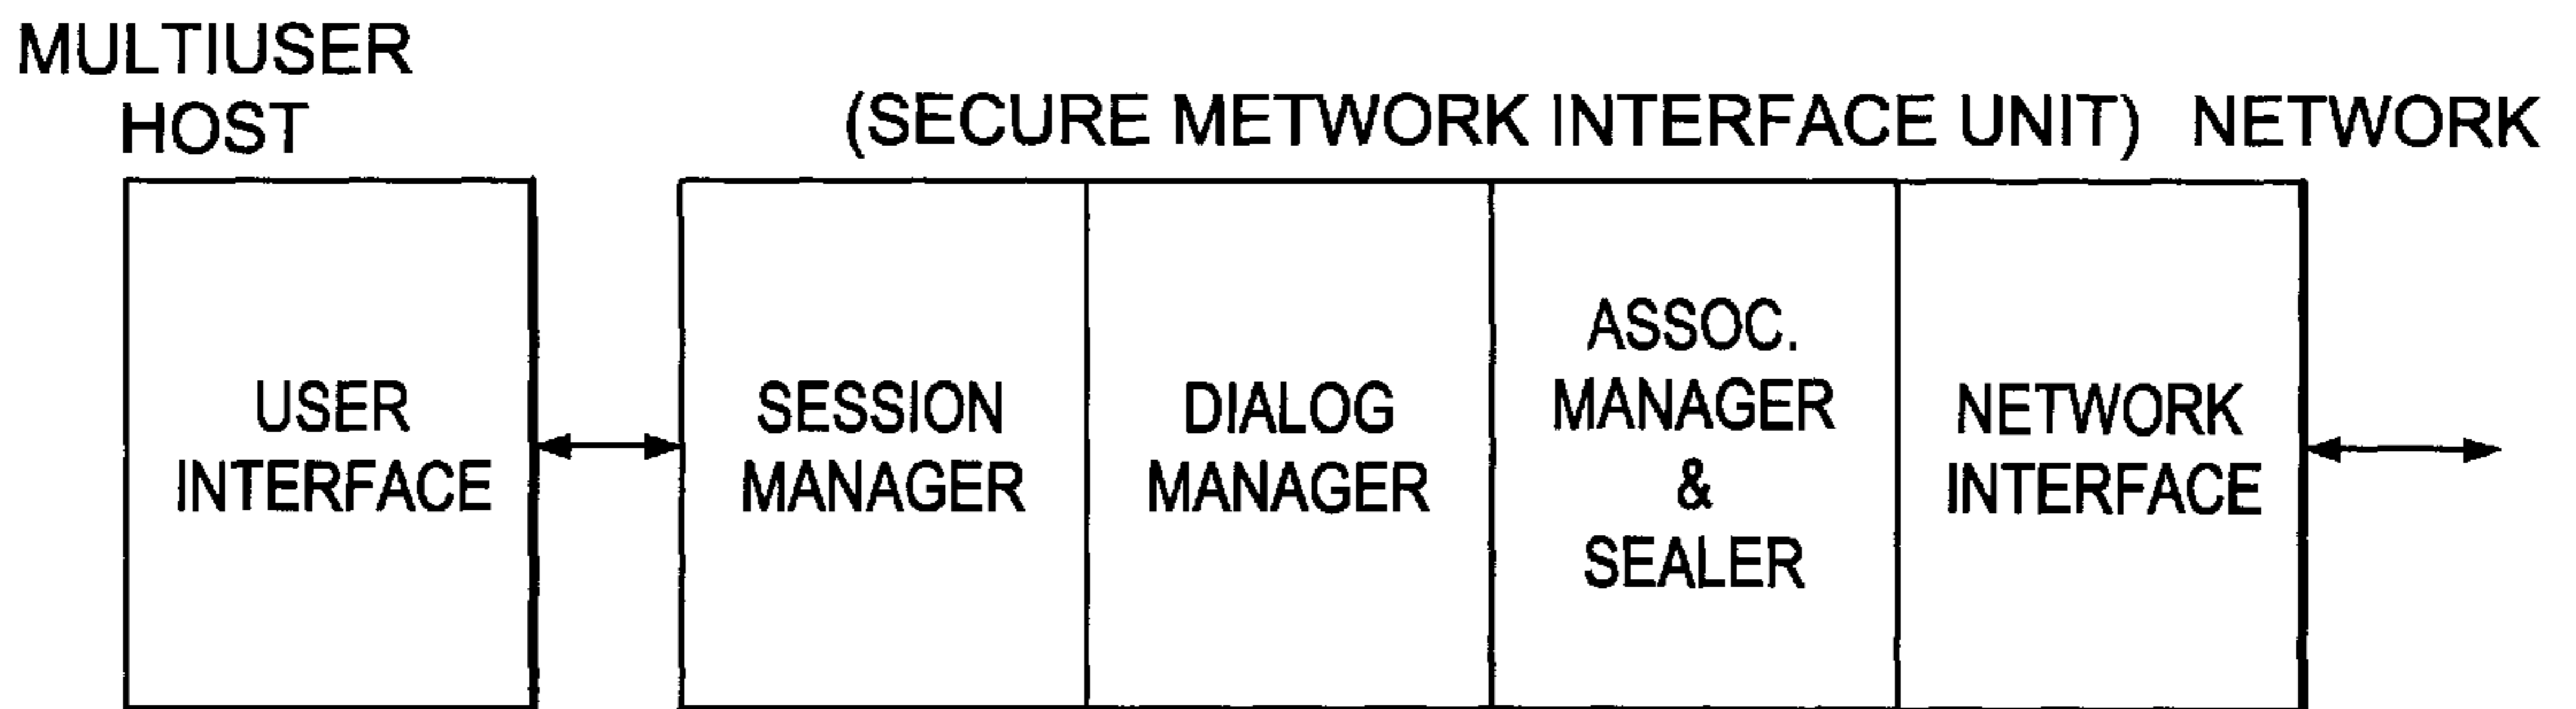 MULTIUSER
HOST
(SECURE METWORK INTERFACE UNIT)
NETWORK
USER
INTERFACE
SESSION
MANAGER
DIALOG
MANAGER
ASSOC.
MANAGER
&
SEALER
NETWORK
INTERFACE